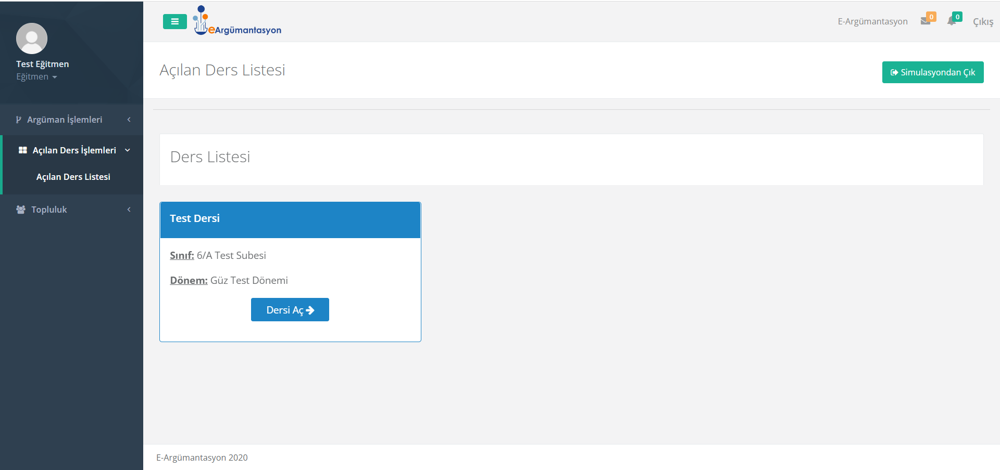 Test Eğitmen
Eğitmen
Argüman İşlemleri
Açılan Ders İşlemleri
Açılan Ders Listesi
Topluluk
eArgümantasyon
E-Argümantasyon 0 0 Çıkış
Açılan Ders Listesi
Simulasyondan Çık
Ders Listesi
Test Dersi
Sınıf: 6/A Test Subesi
Dönem: Güz Test Dönemi
Dersi Aç
E-Argümantasyon 2020